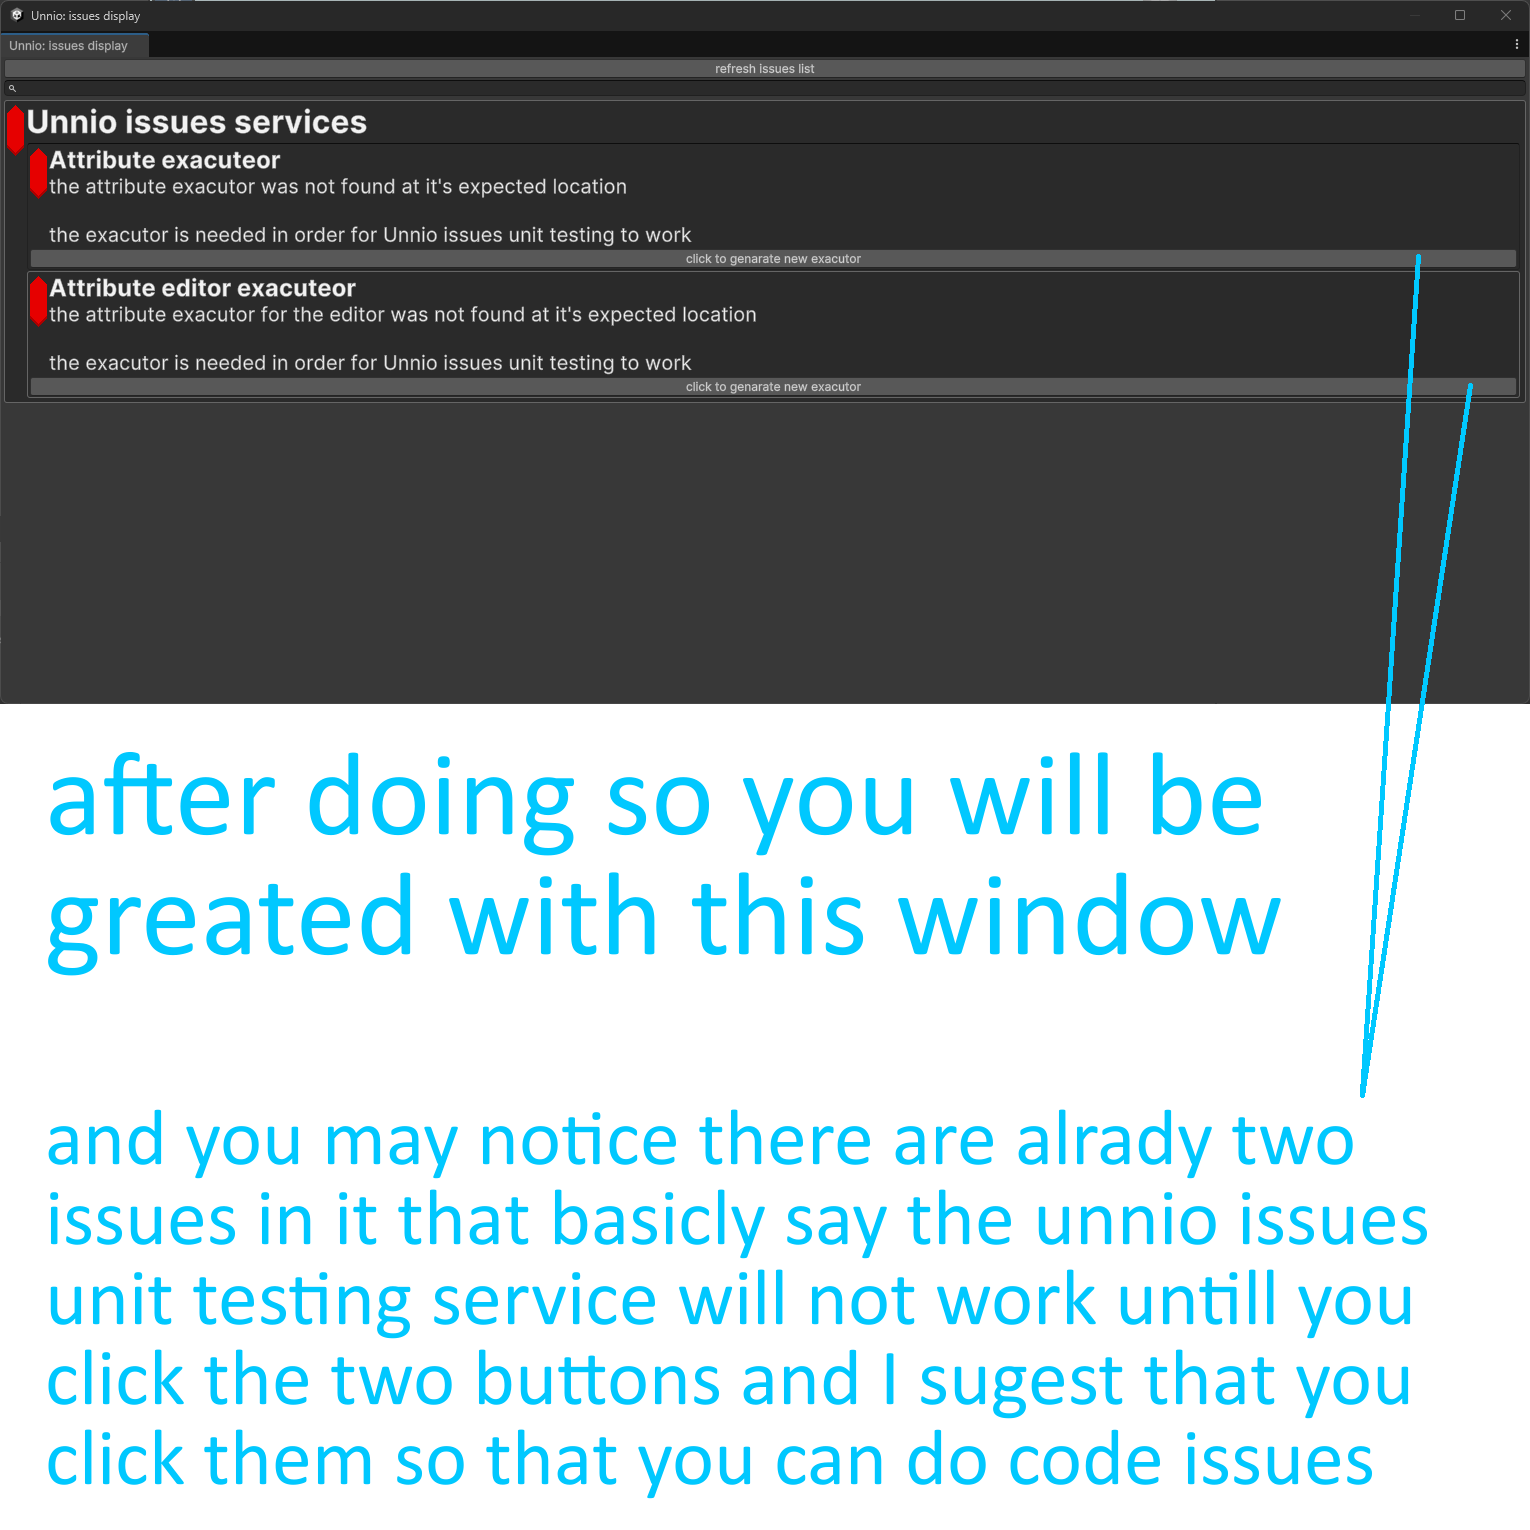 Unnio: issues display
Unnio: issues display
refresh issues list
Unnio issues services
Attribute exacuteor
the attribute exacutor was not found at it's expected location
the exacutor is needed in order for Unnio issues unit testing to work
click to genarate new exacutor
Attribute editor exacuteor
the attribute exacutor for the editor was not found at it's expected location
the exacutor is needed in order for Unnio issues unit testing to work
click to genarate new exacutor
after doing so you will be
greated with this window
and you may notice there are alrady two
issues in it that basicly say the unnio issues
unit testing service will not work untill you
click the two buttons and I sugest that you
click them so that you can do code issues